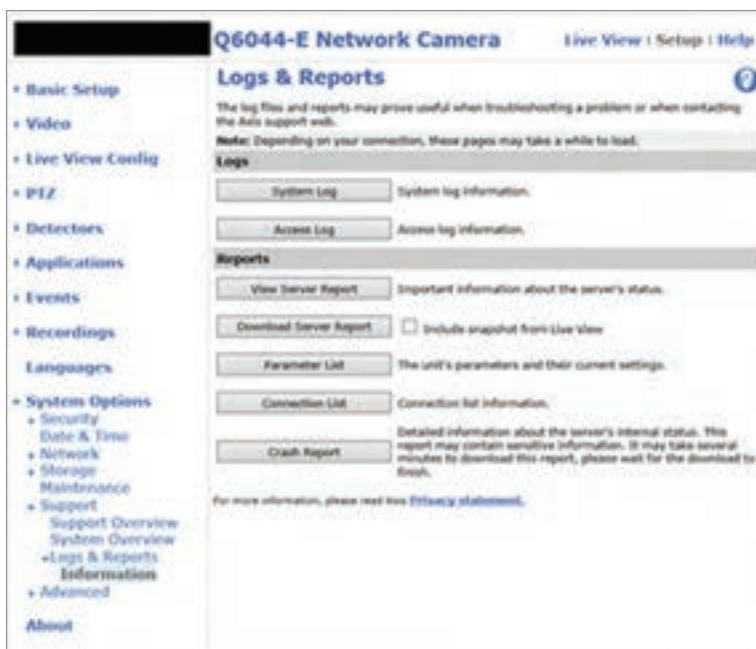 Q6044-E Network Camera
Live View | Setup | Help
Basic Setup
Video
Live View Config
PTZ
Detectors
Applications
Events
Recordings
Languages
System Options
Security
Date & Time
Network
Storage
Maintenance
Support
Support Overview
System Overview
Logs & Reports
Information
Advanced
About
Logs & Reports
?
The log files and reports may prove useful when troubleshooting a problem or when contacting
the Axis support web.
Note: Depending on your connection, these pages may take a while to load.
Logs
System Log System log information.
Access Log Access log information.
Reports
View Server Report Important information about the server's status.
Download Server Report Include snapshot from Live View
Parameter List The unit's parameters and their current settings.
Connection List Connection list information.
Crash Report Detailed information about the server's internal status. This
report may contain sensitive information. It may take several
minutes to download this report, please wait for the download to
finish.
For more information, please read Axis Privacy statement.